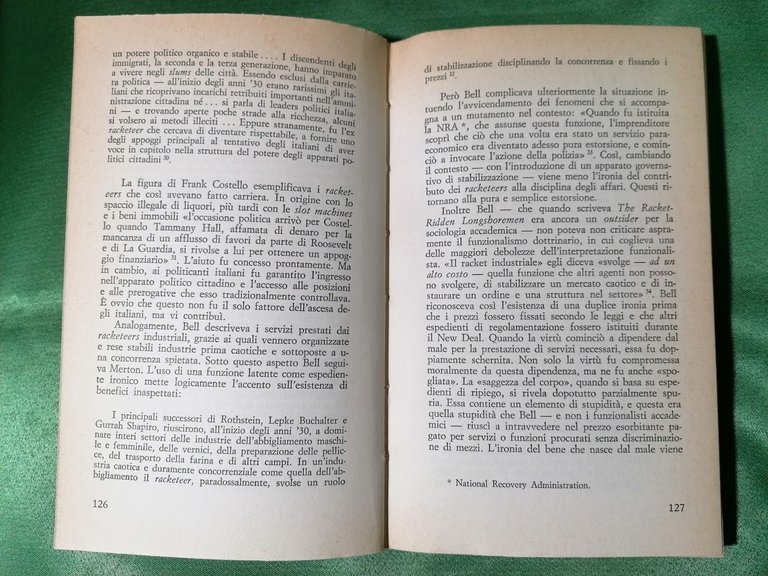 un potere politico organico e stabile . . . . I discendenti degli
immigrati, la seconda e la terza generazione, hanno imparato
a vivere negli slums delle città. Essendo esclusi dalla carrie-
ra politica — all'inizio degli anni '30 erano rarissimi gli ita-
liani che ricoprivano incarichi retribuiti importanti nell'ammi-
nistrazione cittadina né . . . si parla di leaders politici italia-
ni — e trovando aperte poche strade alla ricchezza, alcuni
si volsero ai metodi illeciti . . . Eppure stranamente, fu l'ex
racketeer che cercava di diventare rispettabile, a fornire uno
degli appoggi principali al tentativo degli italiani di aver
voce in capitolo nella struttura del potere degli apparati po-
litici cittadini 30.
La figura di Frank Costello esemplificava i racket-
eers che così avevano fatto carriera. In origine con lo
spaccio illegale di liquori, più tardi con le slot machines
e i beni immobili «l'occasione politica arrivò per Costel-
lo quando Tammany Hall, affamata di denaro per la
mancanza di un afflusso di favori da parte di Roosevelt
e di La Guardia, si rivolse a lui per ottenere un appog-
gio finanziario» 31. L'aiuto fu concesso prontamente. Ma
in cambio, ai politicanti italiani fu garantito l'ingresso
nell'apparato politico cittadino e l'accesso alle posizioni
e alle prerogative che esso tradizionalmente controllava.
È ovvio che questo non fu il solo fattore dell'ascesa de-
gli italiani, ma vi contribuì.
Analogamente, Bell descriveva i servizi prestati dai
racketeers industriali, grazie ai quali vennero organizzate
e rese stabili industrie prima caotiche e sottoposte a u-
na concorrenza spietata. Sotto questo aspetto Bell segui-
va Merton. L'uso di una funzione latente come espedien-
te ironico mette logicamente l'accento sull'esistenza di
benefici inaspettati:
I principali successori di Rothstein, Lepke Buchalter e
Gurrah Shapiro, riuscirono, all'inizio degli anni '30, a domi-
nare interi settori delle industrie dell'abbigliamento maschi-
le e femminile, delle vernici, della preparazione delle pellic-
ce, del trasporto della farina e di altri campi. In un'indu-
stria caotica e duramente concorrenziale come quella dell'ab-
bigliamento il racketeer, paradossalmente, svolse un ruolo
126
di stabilizzazione disciplinando la concorrenza e fissando i
prezzi 32.
Però Bell complicava ulteriormente la situazione in-
tuendo l'avvicendamento dei fenomeni che si accompa-
gna a un mutamento nel contesto: «Quando fu istituita
la NRA *, che assunse questa funzione, l'imprenditore
scoprì che ciò che una volta era stato un servizio para-
economico era diventato adesso pura estorsione, e comin-
ciò a invocare l'azione della polizia» 33. Così, cambiando
il contesto — con l'introduzione di un apparato governa-
tivo di stabilizzazione — viene meno l'ironia del contri-
buto dei racketeers alla disciplina degli affari. Questi ri-
tornano alla pura e semplice estorsione.
Inoltre Bell — che quando scriveva The Racket-
Ridden Longshoremen era ancora un outsider per la
sociologia accademica — non poteva non criticare aspra-
mente il funzionalismo dottrinario, in cui coglieva una
delle maggiori debolezze dell'interpretazione funzionali-
sta. «Il racket industriale» egli diceva «svolge — ad un
alto costo — quella funzione che altri agenti non posso-
no svolgere, di stabilizzare un mercato caotico e di in-
staurare un ordine e una struttura nel settore» 34. Bell
riconosceva così l'esistenza di una duplice ironia prima
che i prezzi fossero fissati secondo le leggi e che altri
espedienti di regolamentazione fossero istituiti durante
il New Deal. Quando la virtù cominciò a dipendere dal
male per la prestazione di servizi necessari, essa fu dop-
piamente schernita. Non solo la virtù fu compromessa
moralmente da questa dipendenza, ma ne fu anche «spo-
gliata». La «saggezza del corpo», quando si basa su espe-
dienti di ripiego, si rivela dopotutto parzialmente spu-
ria. Essa contiene un elemento di stupidità, e questa era
quella stupidità che Bell — e non i funzionalisti accade-
mici — riuscì a intravvedere nel prezzo esorbitante pa-
gato per servizi o funzioni procurati senza discriminazio-
ne di mezzi. L'ironia del bene che nasce dal male viene
* National Recovery Administration.
127